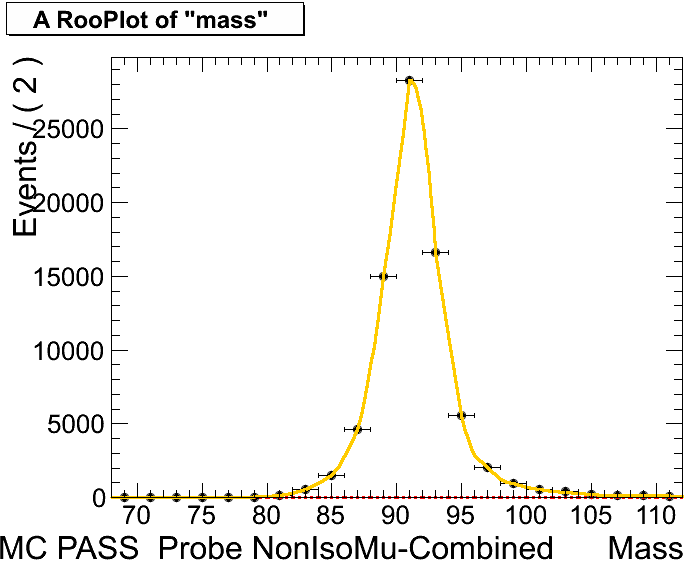 A RooPlot of "mass"
Events / ( 2 )
25000
20000
15000
10000
5000
0
70 75 80 85 90 95 100 105 110
MC PASS Probe NonIsoMu-Combined Mass